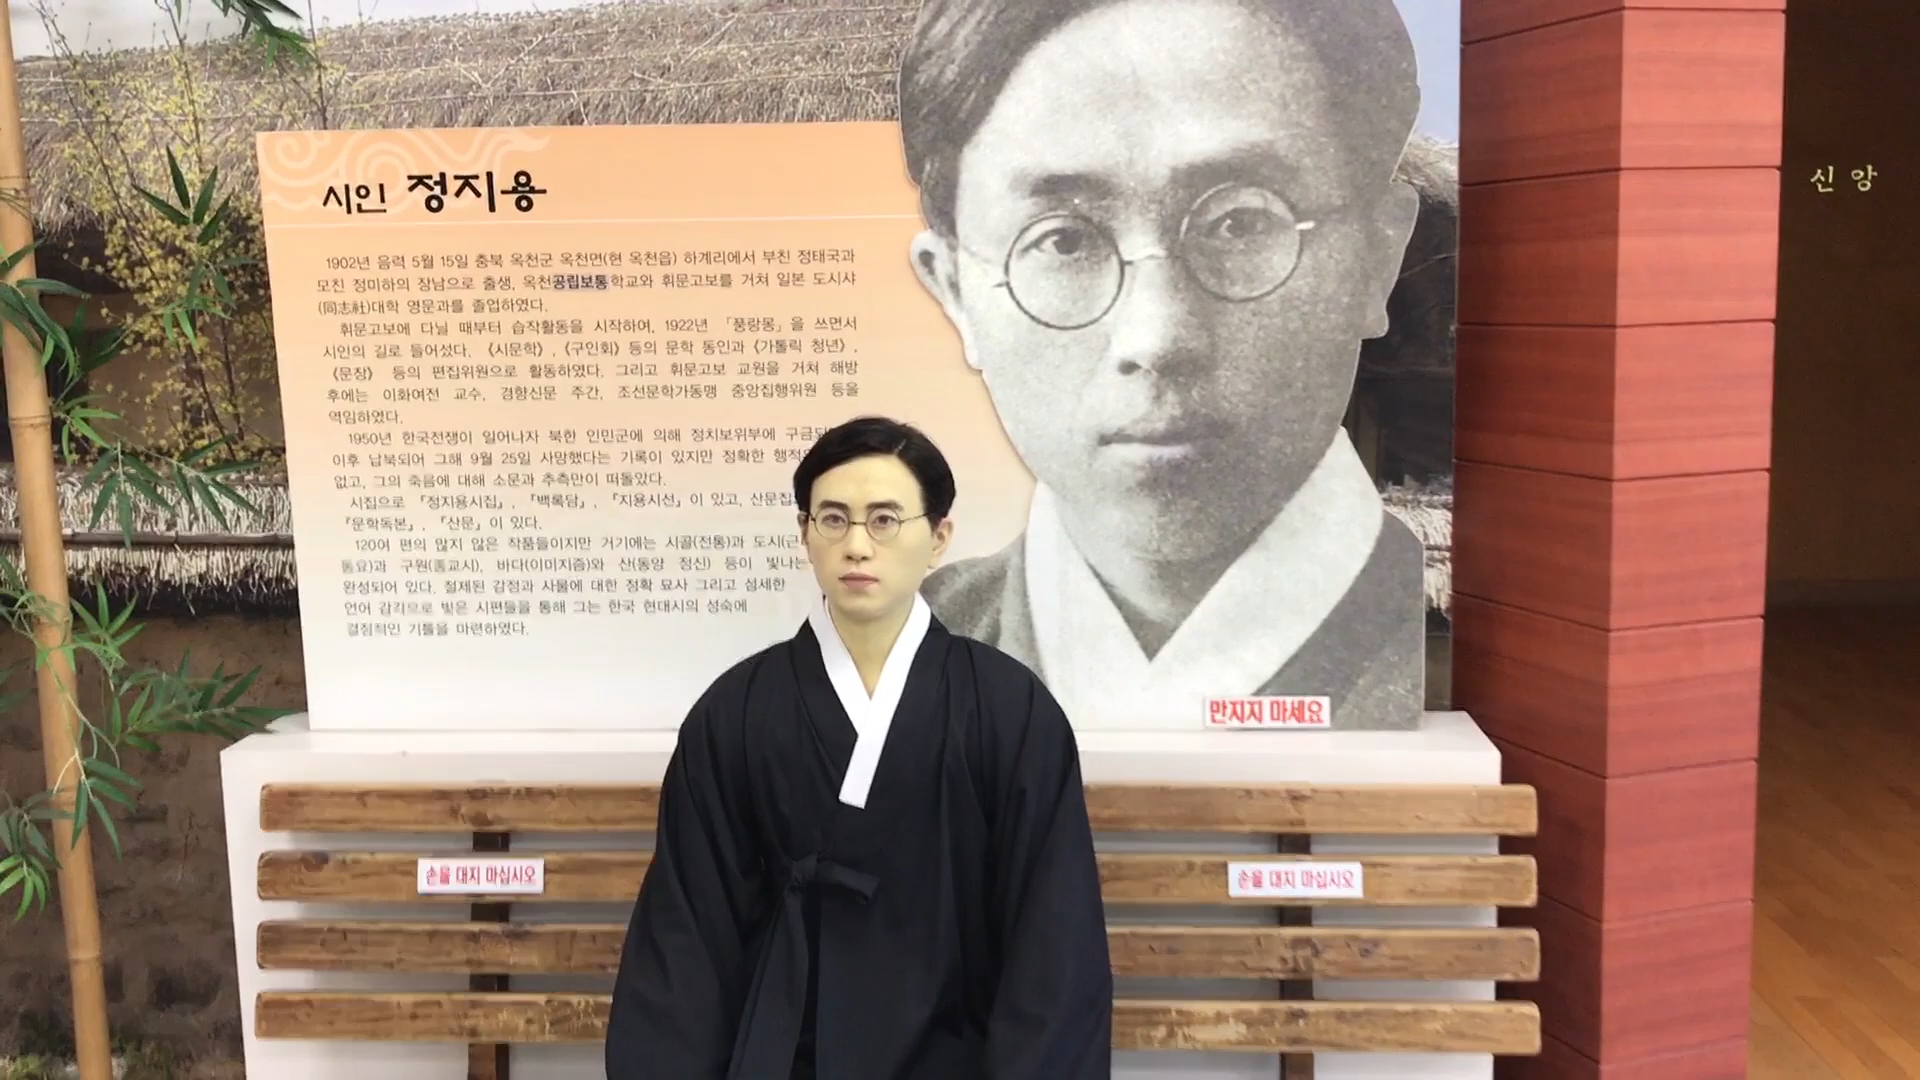 시인 정지용
1902년 음력 5월 15일 충북 옥천군 옥천면(현 옥천읍) 하계리에서 부친 정태국과
모친 정미하의 장남으로 출생, 옥천공립보통학교와 휘문고보를 거쳐 일본 도시샤
(同志社)대학 영문과를 졸업하였다.
휘문고보에 다닐 때부터 습작활동을 시작하여, 1922년 「풍랑몽」을 쓰면서
시인의 길로 들어섰다. 《시문학》, 《구인회》 등의 문학 동인과 《가톨릭 청년》,
《문장》 등의 편집위원으로 활동하였다. 그리고 휘문고보 교원을 거쳐 해방
후에는 이화여전 교수, 경향신문 주간, 조선문학가동맹 중앙집행위원 등을
역임하였다.
1950년 한국전쟁이 일어나자 북한 인민군에 의해 정치보위부에
이후 납북되어 그해 9월 25일 사망했다는 기록이 있지만 정확한
없고, 그의 죽음에 대해 소문과 추측만이 떠돌았다.
시집으로 『정지용시집』, 『백록담』, 『지용시선』이 있고,
『문학독본』, 『산문』이 있다.
120여 편의 많지 않은 작품들이지만 거기에는 시골(전통)과
동요)과 구원(종교시), 바다(이미지즘)와 산(동양 정신) 등이 빛나는
완성되어 있다. 절제된 감정과 사물에 대한 정확 묘사 그리고 섬세한
언어 감각으로 빛은 시편들을 통해 그는 한국 현대시의 성숙에
결정적인 기틀을 마련하였다.
만지지 마세요
손을 대지 마십시오
손을 대지 마십시오
신앙